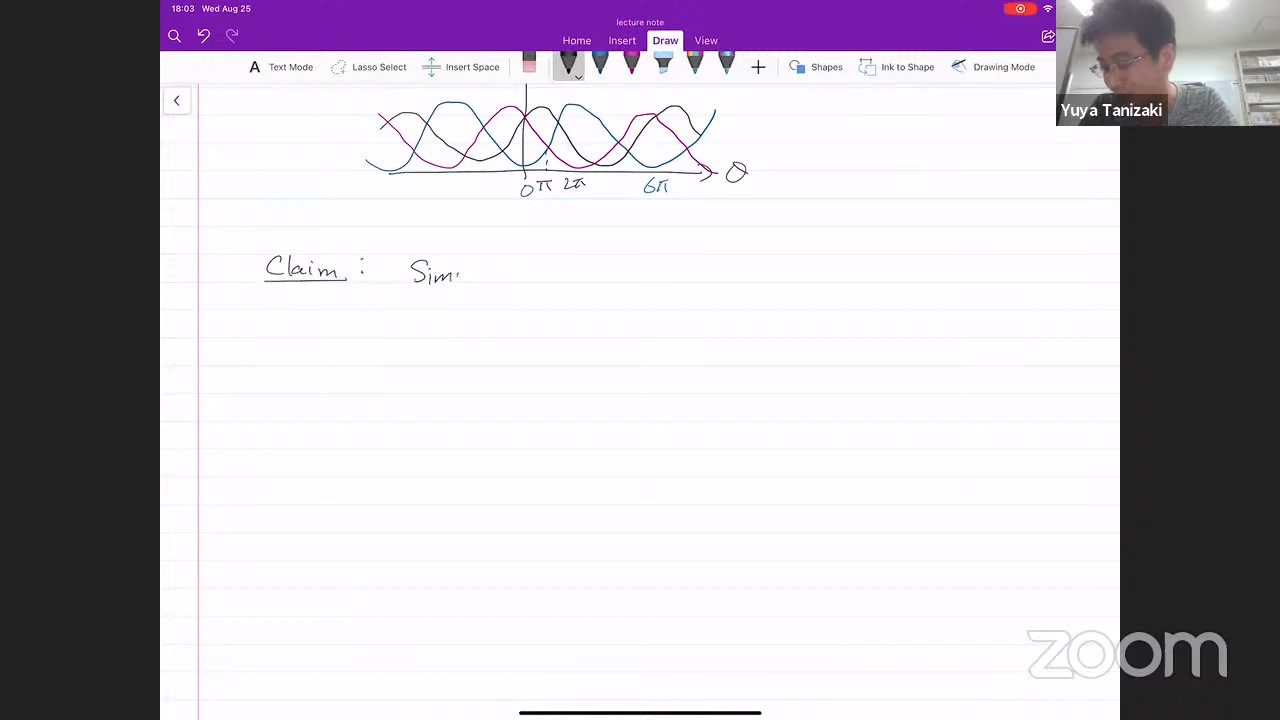 18:03 Wed Aug 25
lecture note
Home Insert Draw View
A Text Mode Lasso Select Insert Space Shapes Ink to Shape Drawing Mode
Yuya Tanizaki
0 π 2π 6π θ
Claim : Sim.
zoom